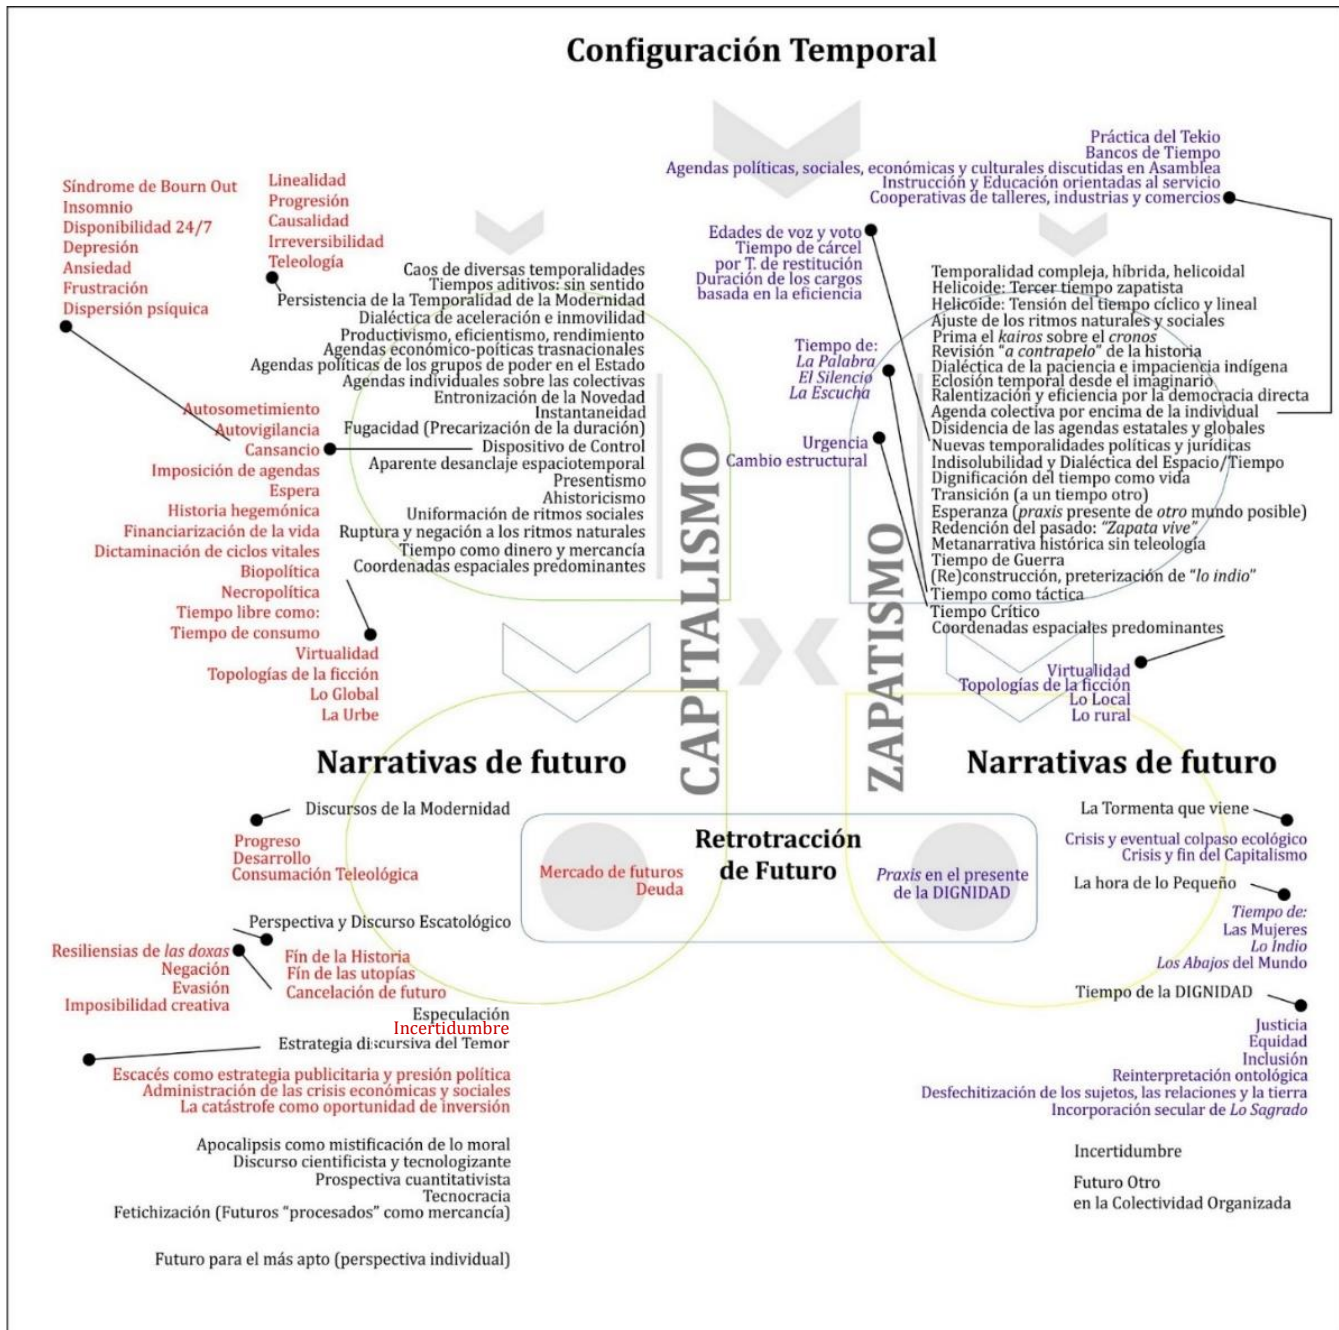 Configuración Temporal
Síndrome de Bourn Out
Insomnio
Disponibilidad 24/7
Depresión
Ansiedad
Frustración
Dispersión psíquica
Linealidad
Progresión
Causalidad
Irreversibilidad
Teleología
Caos de diversas temporalidades
Tiempos aditivos: sin sentido
Persistencia de la Temporalidad de la Modernidad
Dialéctica de aceleración e inmovilidad
Productivismo, eficientismo, rendimiento
Agendas económico-poíticas trasnacionales
Agendas políticas de los grupos de poder en el Estado
Agendas individuales sobre las colectivas
Entronización de la Novedad
Instantaneidad
Fugacidad (Precarización de la duración)
Dispositivo de Control
Aparente desanclaje espaciotemporal
Presentismo
Ahistoricismo
Uniformación de ritmos sociales
Ruptura y negación a los ritmos naturales
Tiempo como dinero y mercancía
Coordenadas espaciales predominantes
Autosometimiento
Autovigilancia
Cansancio
Imposición de agendas
Espera
Historia hegemónica
Financiarización de la vida
Dictaminación de ciclos vitales
Biopolítica
Necropolítica
Tiempo libre como:
Tiempo de consumo
Virtualidad
Topologías de la ficción
Lo Global
La Urbe
CAPITALISMO
ZAPATISMO
Práctica del Tekio
Bancos de Tiempo
Agendas políticas, sociales, económicas y culturales discutidas en Asamblea
Instrucción y Educación orientadas al servicio
Cooperativas de talleres, industrias y comercios
Edades de voz y voto
Tiempo de cárcel
por T. de restitución
Duración de los cargos
basada en la eficiencia
Tiempo de:
La Palabra
El Silencio
La Escucha
Urgencia
Cambio estructural
Temporalidad compleja, híbrida, helicoidal
Helicoide: Tercer tiempo zapatista
Helicoide: Tensión del tiempo cíclico y lineal
Ajuste de los ritmos naturales y sociales
Prima el kairos sobre el cronos
Revisión "a contrapelo" de la historia
Dialéctica de la paciencia e impaciencia indígena
Eclosión temporal desde el imaginario
Ralentización y eficiencia por la democracia directa
Agenda colectiva por encima de la individual
Disidencia de las agendas estatales y globales
Nuevas temporalidades políticas y jurídicas
Indisolubilidad y Dialéctica del Espacio/Tiempo
Dignificación del tiempo como vida
Transición (a un tiempo otro)
Esperanza (praxis presente de otro mundo posible)
Redención del pasado: "Zapata vive"
Metanarrativa histórica sin teleología
Tiempo de Guerra
(Re)construcción, preterización de "lo indio"
Tiempo como táctica
Tiempo Crítico
Coordenadas espaciales predominantes
Virtualidad
Topologías de la ficción
Lo Local
Lo rural
Narrativas de futuro
Discursos de la Modernidad
Progreso
Desarrollo
Consumación Teleológica
Perspectiva y Discurso Escatológico
Resiliensias de las doxas
Negación
Evasión
Imposibilidad creativa
Fín de la Historia
Fín de las utopías
Cancelación de futuro
Especulación
Incertidumbre
Estrategia discursiva del Temor
Escacés como estrategia publicitaria y presión política
Administración de las crisis económicas y sociales
La catástrofe como oportunidad de inversión
Apocalipsis como mistificación de lo moral
Discurso cientificista y tecnologizante
Prospectiva cuantitativista
Tecnocracia
Fetichización (Futuros "procesados" como mercancía)
Futuro para el más apto (perspectiva individual)
Retrotracción
de Futuro
Mercado de futuros
Deuda
Praxis en el presente
de la DIGNIDAD
Narrativas de futuro
La Tormenta que viene
Crisis y eventual colpaso ecológico
Crisis y fin del Capitalismo
La hora de lo Pequeño
Tiempo de:
Las Mujeres
Lo Indio
Los Abajos del Mundo
Tiempo de la DIGNIDAD
Justicia
Equidad
Inclusión
Reinterpretación ontológica
Desfechitización de los sujetos, las relaciones y la tierra
Incorporación secular de Lo Sagrado
Incertidumbre
Futuro Otro
en la Colectividad Organizada